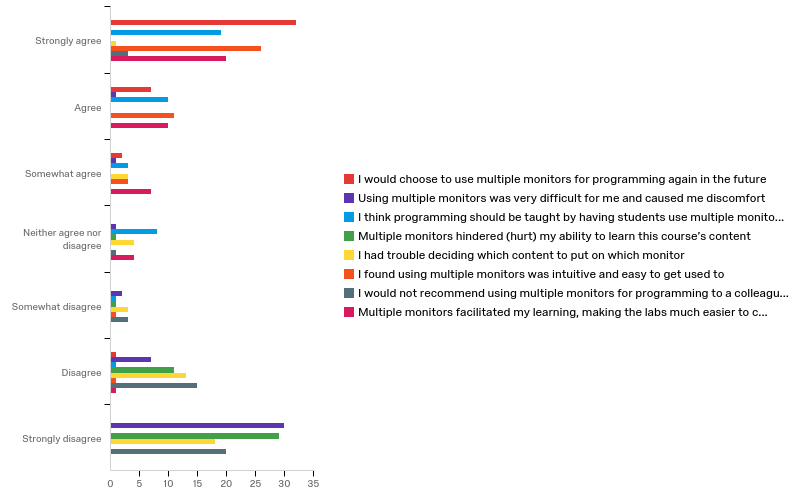 Strongly agree
Agree
Somewhat agree
Neither agree nor
disagree
Somewhat disagree
Disagree
Strongly disagree
0 5 10 15 20 25 30 35
I would choose to use multiple monitors for programming again in the future
Using multiple monitors was very difficult for me and caused me discomfort
I think programming should be taught by having students use multiple monito...
Multiple monitors hindered (hurt) my ability to learn this course's content
I had trouble deciding which content to put on which monitor
I found using multiple monitors was intuitive and easy to get used to
I would not recommend using multiple monitors for programming to a colleagu...
Multiple monitors facilitated my learning, making the labs much easier to c...